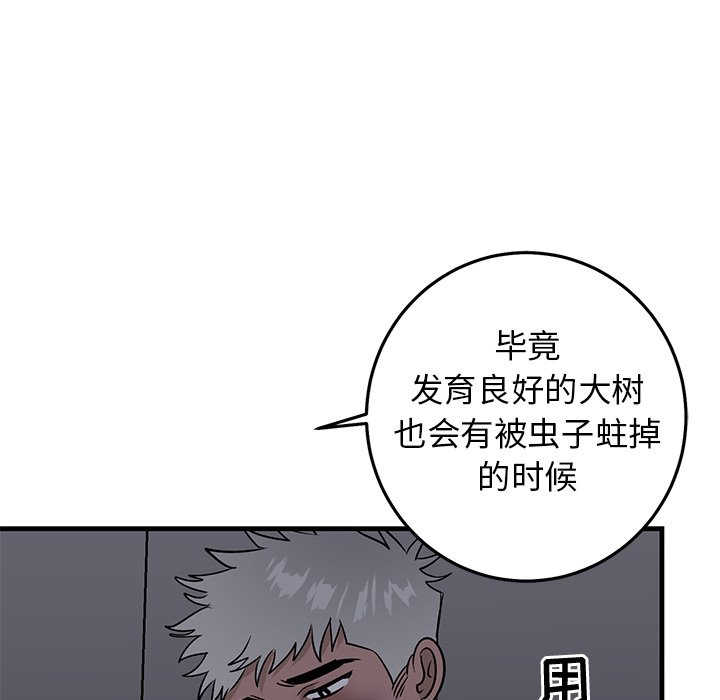 毕竟
发育良好的大树
也会有被虫子蛀掉
的时候